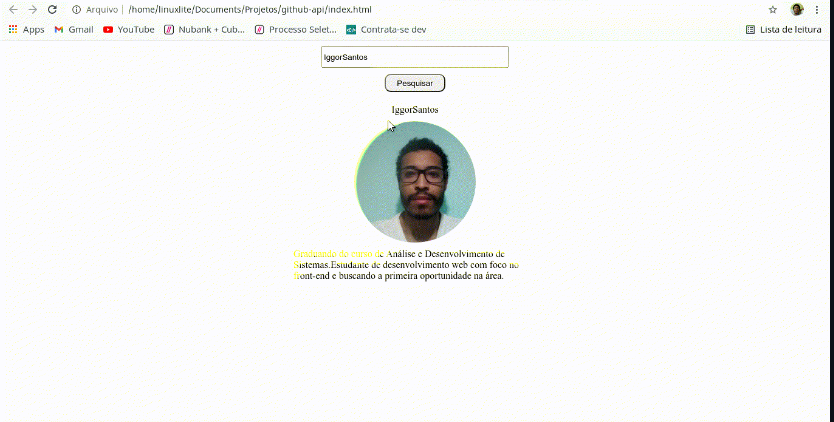 Arquivo | /home/linuxlite/Documents/Projetos/github-api/index.html
Apps Gmail YouTube Nubank + Cub... Processo Selet... Contrata-se dev Lista de leitura
IggorSantos
Pesquisar
IggorSantos
Graduando do curso de Análise e Desenvolvimento de
Sistemas.Estudante de desenvolvimento web com foco no
front-end e buscando a primeira oportunidade na área.